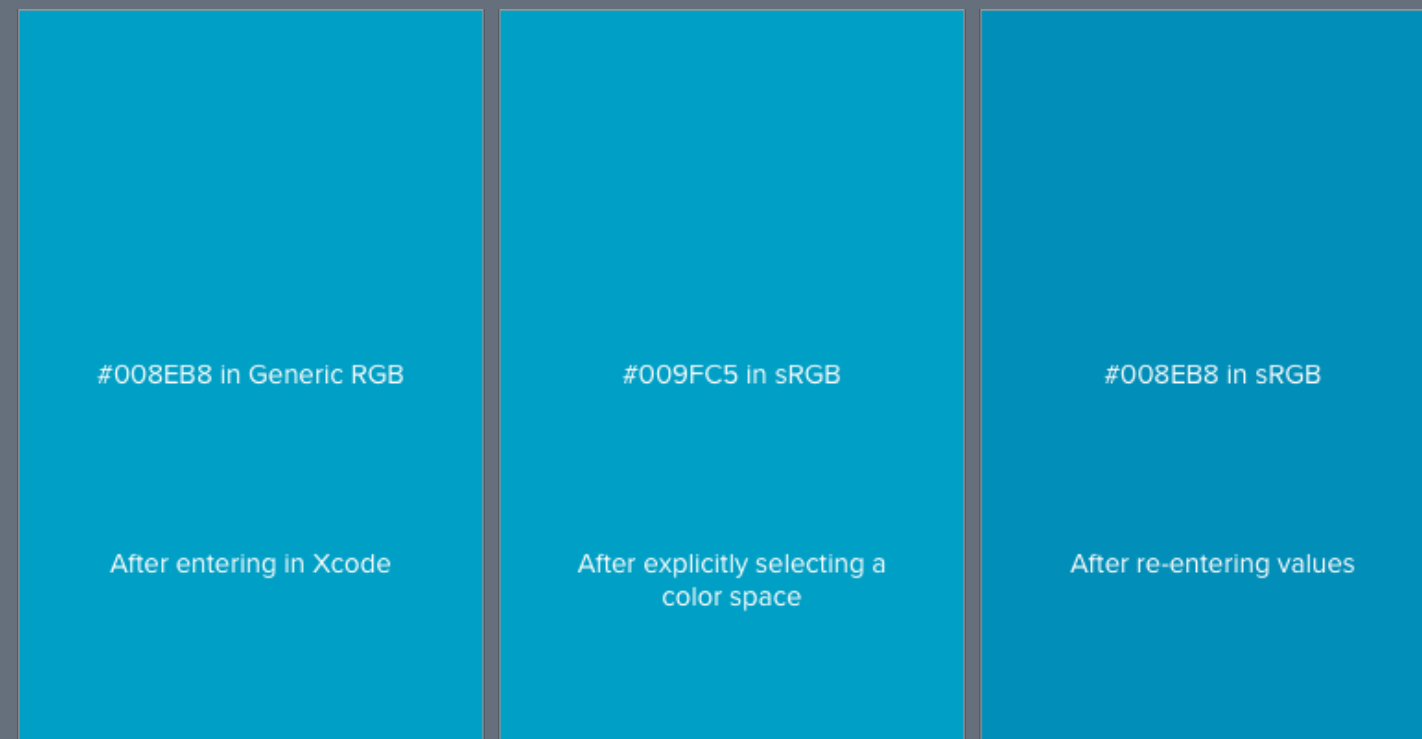 #008EB8 in Generic RGB
After entering in Xcode
#009FC5 in sRGB
After explicitly selecting a
color space
#008EB8 in sRGB
After re-entering values